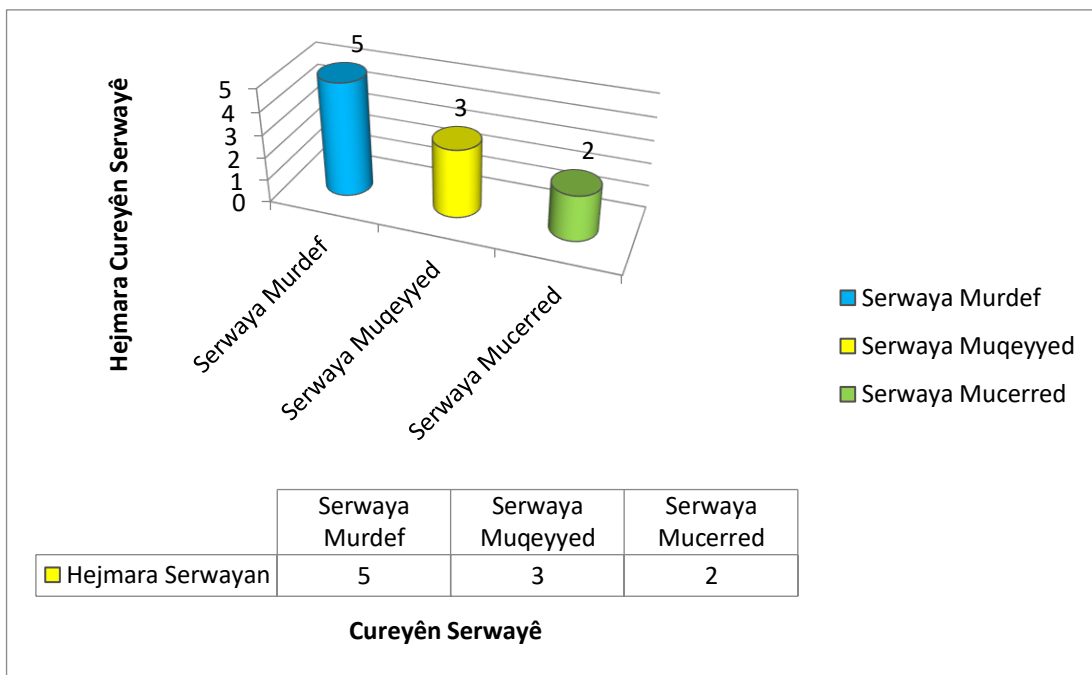 Hejmara Cureyên Serwayê
5
4
3
2
1
0
5
3
2
Serwaya Murdef
Serwaya Muqeyyed
Serwaya Mucerred
Serwaya Murdef
Serwaya Muqeyyed
Serwaya Mucerred
Serwaya
Murdef
Serwaya
Muqeyyed
Serwaya
Mucerred
Hejmara Serwayan
5
3
2
Cureyên Serwayê